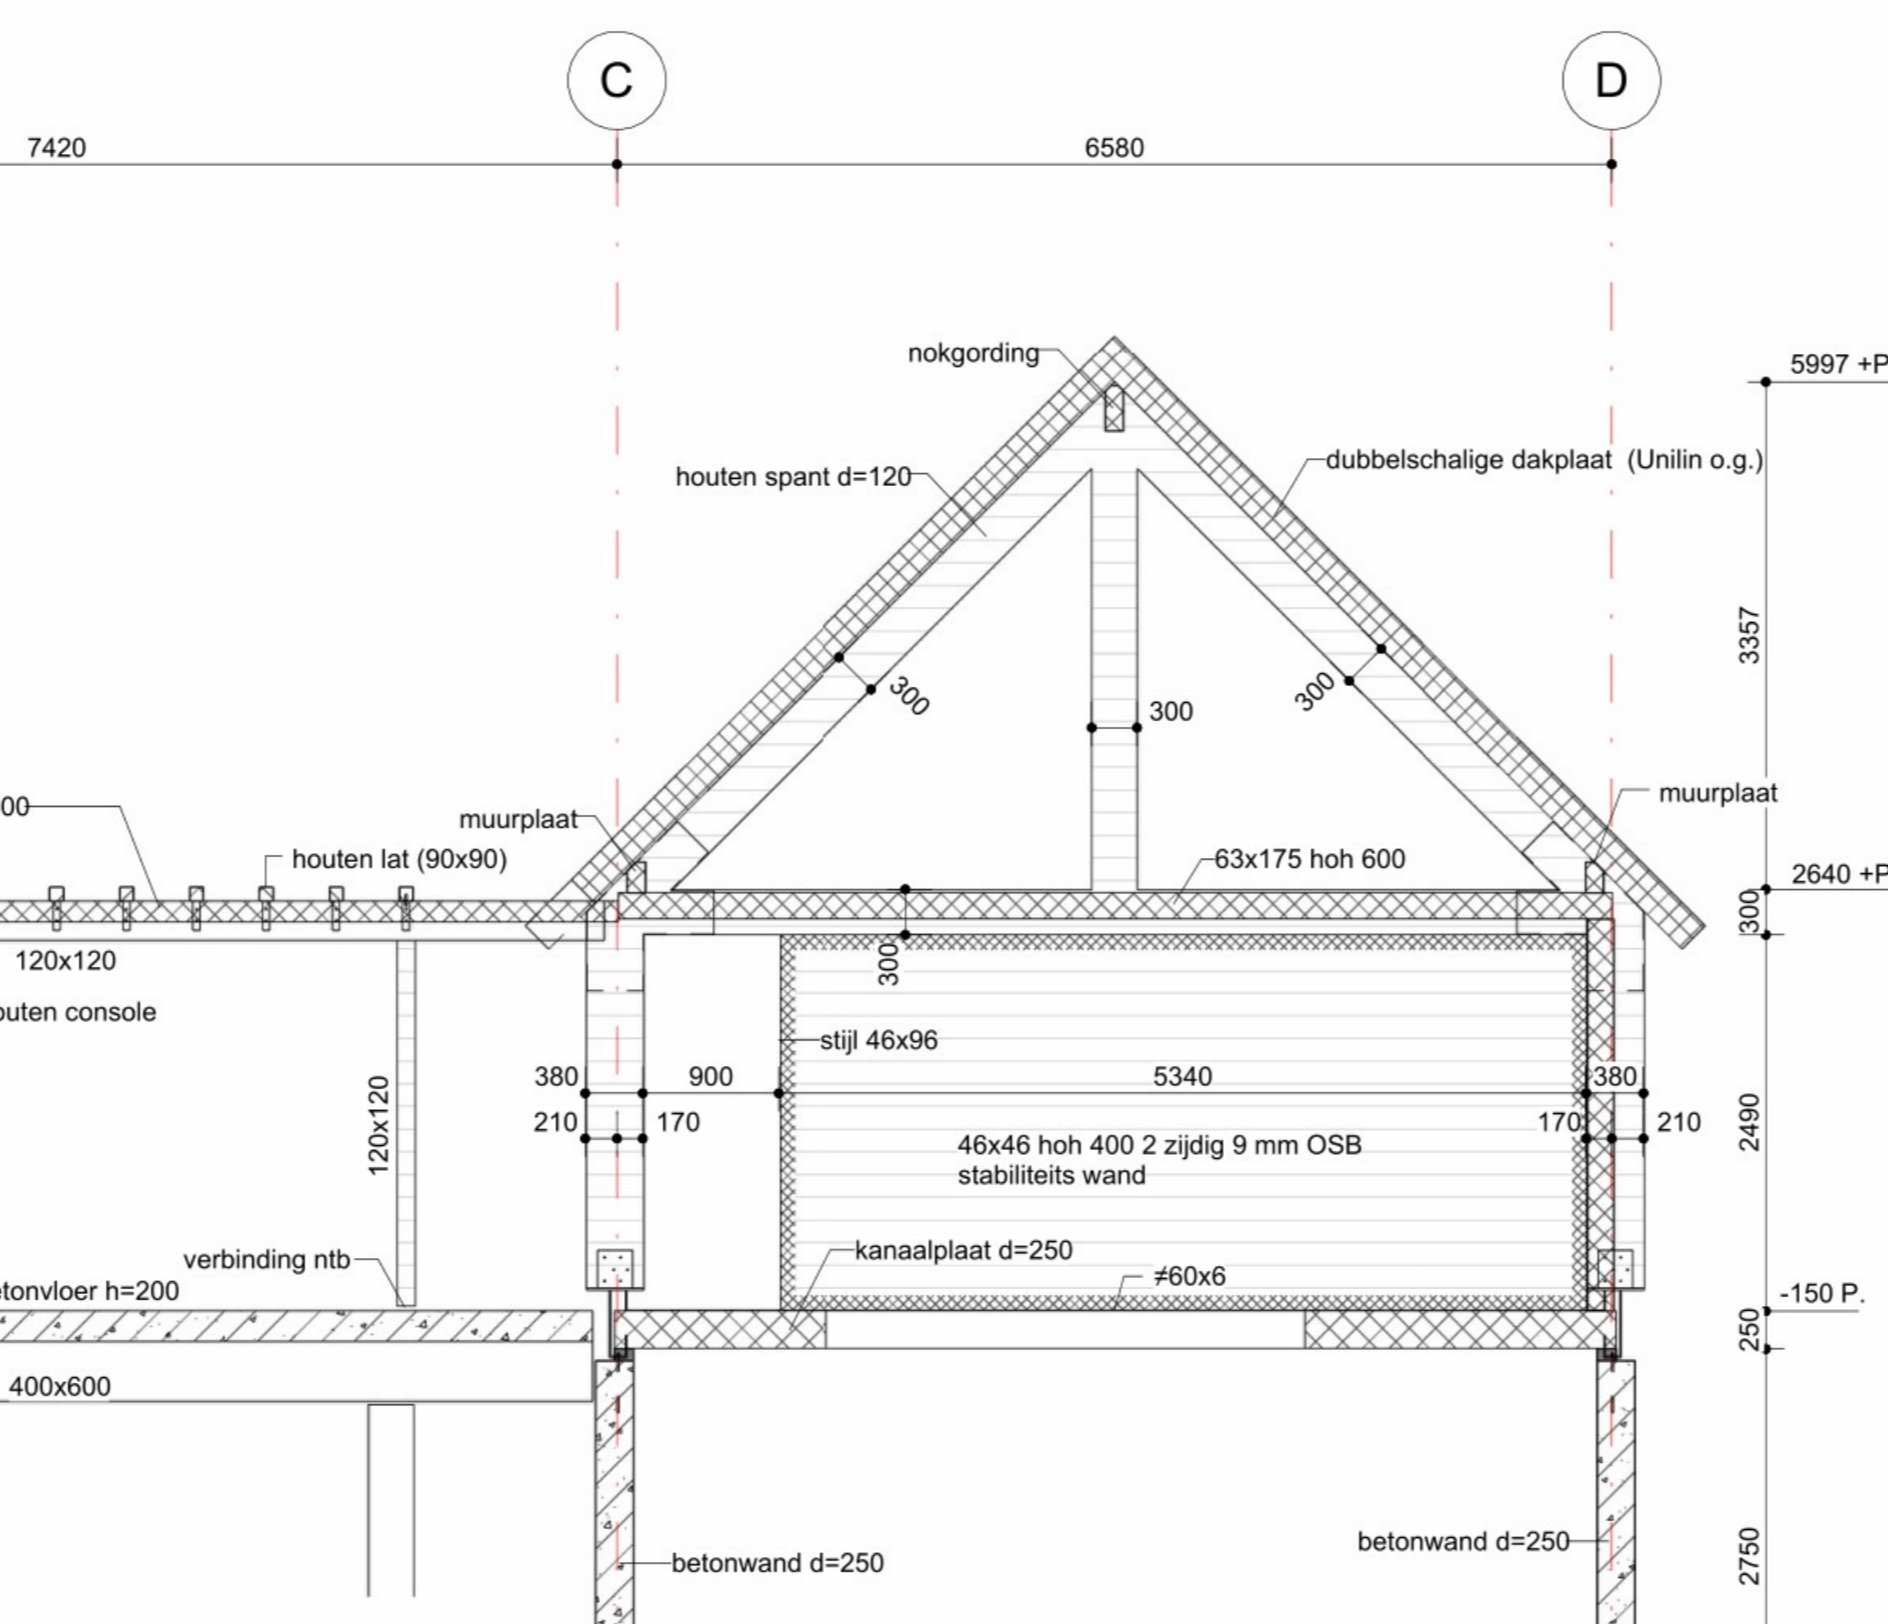 C
D
7420
6580
nokgording
5997 +P
dubbelschalige dakplaat (Unilin o.g.)
houten spant d=120
3357
300
300
300
muurplaat
muurplaat
00
houten lat (90x90)
63x175 hoh 600
2640 +P
300
300
120x120
outen console
stijl 46x96
380
900
5340
380
210
170
170
210
120x120
2490
46x46 hoh 400 2 zijdig 9 mm OSB
stabiliteits wand
kanaalplaat d=250
verbinding ntb
≠60x6
etonvloer h=200
-150 P.
250
400x600
betonwand d=250
betonwand d=250
2750